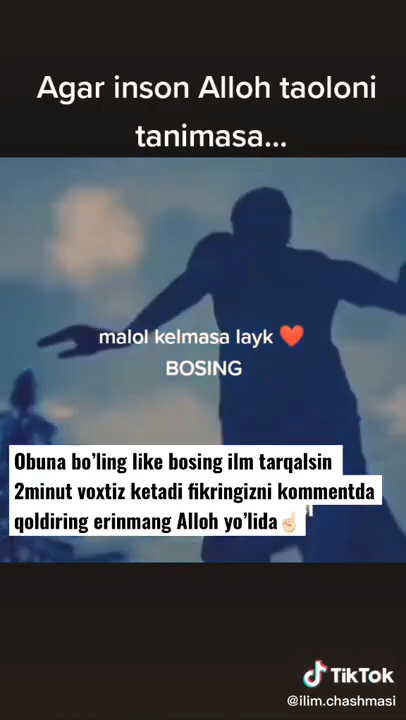 Agar inson Alloh taoloni
tanimasa...
malol kelmasa layk ❤️
BOSING
Obuna bo’ling like bosing ilm tarqalsin
2minut voxtiz ketadi fikringizni kommentda
qoldiring erinmang Alloh yo’lida☝🏻
TikTok
@ilim.chashmasi